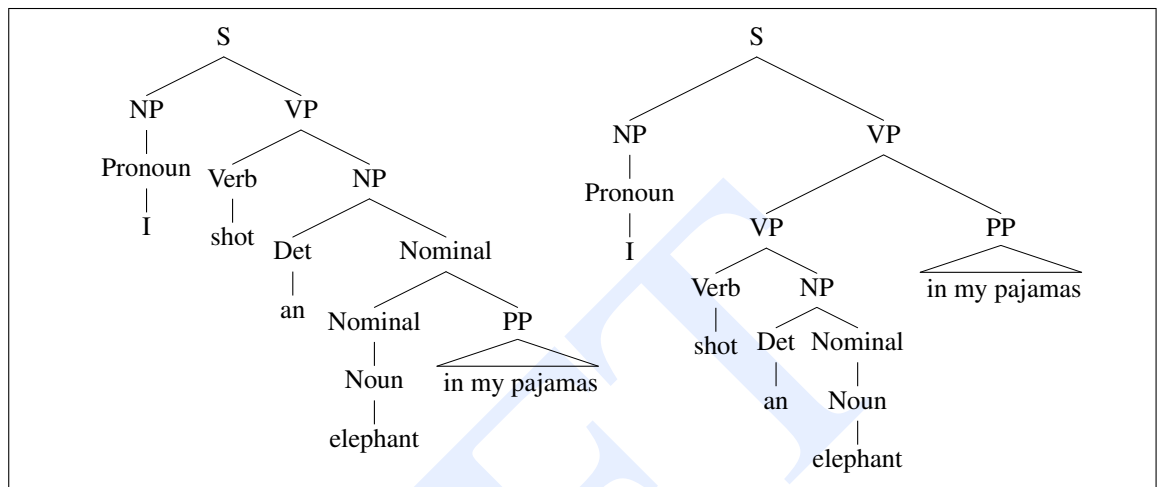 S
NP VP
Pronoun Verb NP
I shot Det Nominal
an Nominal PP
Noun in my pajamas
elephant
S
NP VP
Pronoun VP PP
I Verb NP in my pajamas
shot Det Nominal
an Noun
elephant